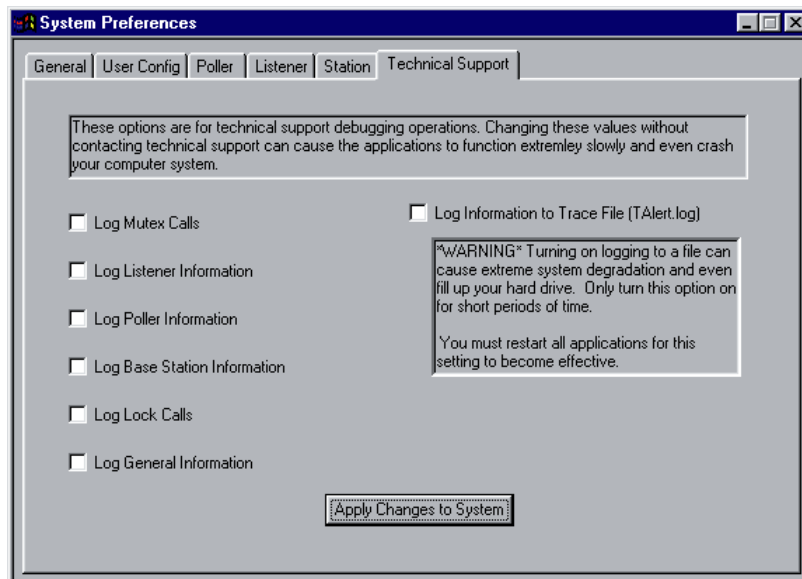 System Preferences
General User Config Poller Listener Station Technical Support
These options are for technical support debugging operations. Changing these values without
contacting technical support can cause the applications to function extremley slowly and even crash
your computer system.
Log Mutex Calls
Log Listener Information
Log Poller Information
Log Base Station Information
Log Lock Calls
Log General Information
Log Information to Trace File (TAlert.log)
*WARNING* Turning on logging to a file can
cause extreme system degradation and even
fill up your hard drive. Only turn this option on
for short periods of time.
You must restart all applications for this
setting to become effective.
Apply Changes to System